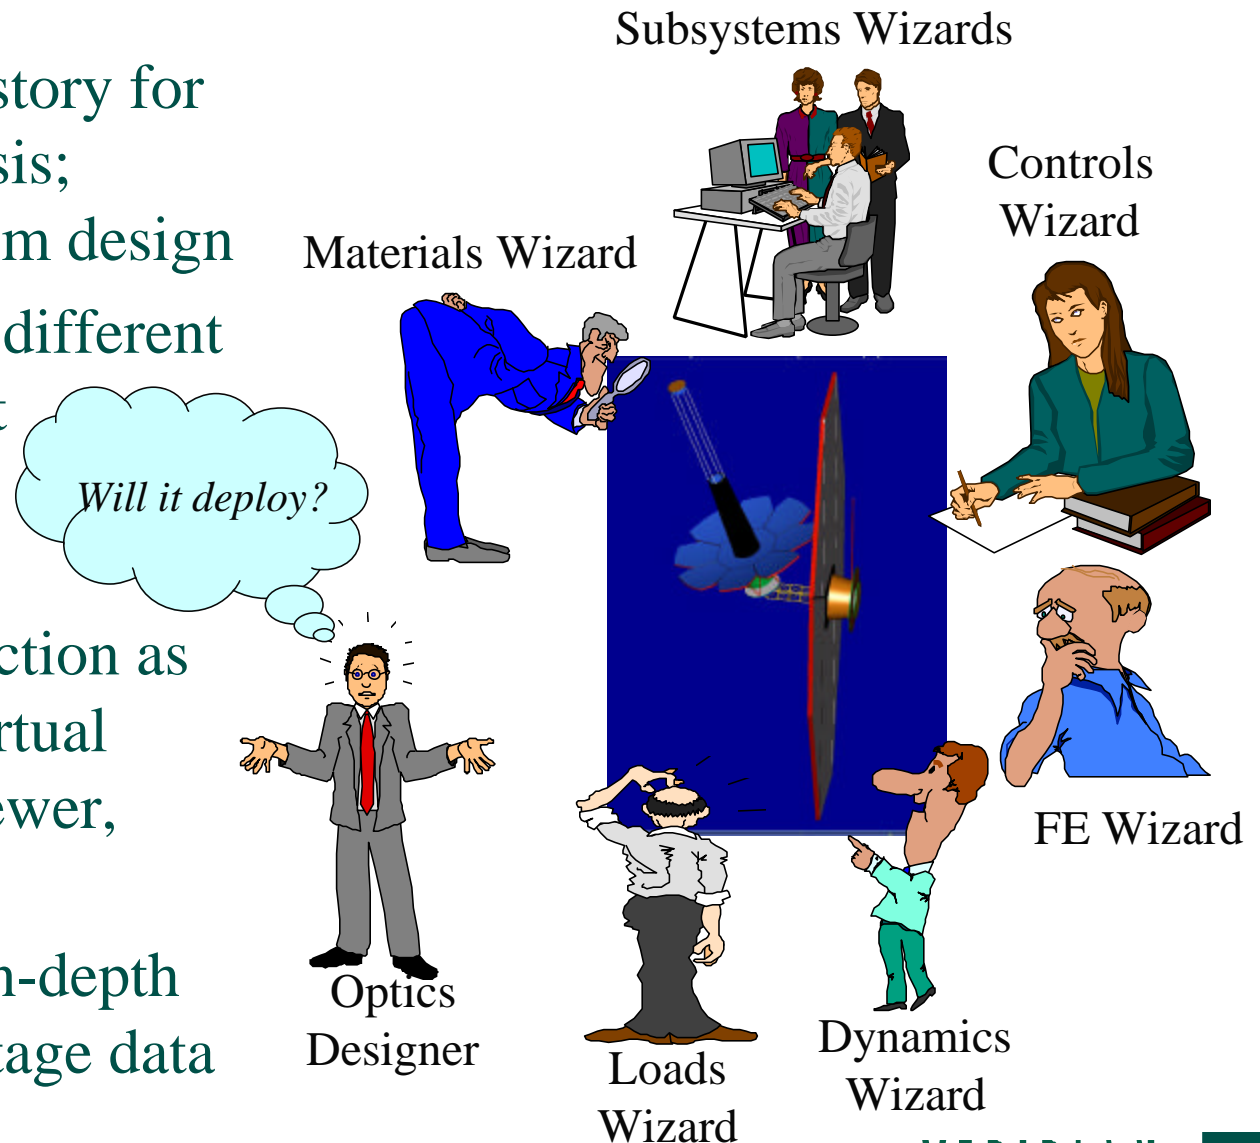 story for
sis;
m design
different
t
ction as
rtual
ewer,
n-depth
tage data
Subsystems Wizards
Controls
Wizard
Materials Wizard
Will it deploy?
FE Wizard
Optics
Designer
Loads
Wizard
Dynamics
Wizard